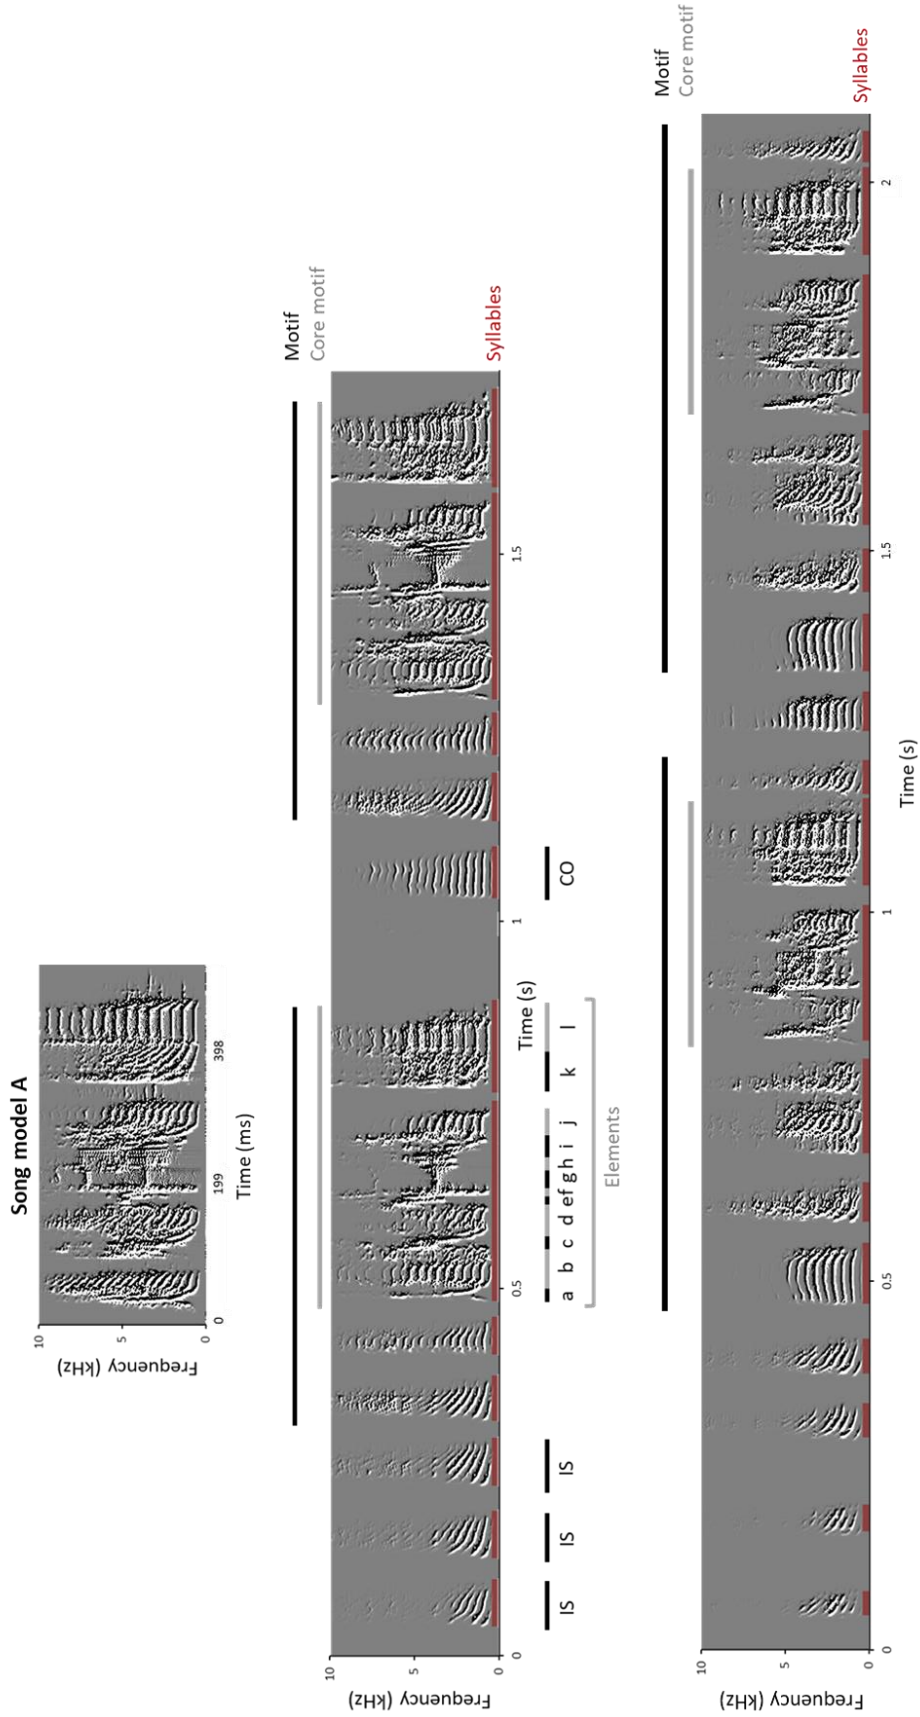 Song model A
Frequency (kHz)
10
5
0
0
199
398
Time (ms)
Motif
Core motif
Frequency (kHz)
10
5
0
Syllables
0
0.5
1
1.5
Time (s)
IS
IS
IS
a b c d e f g h i j k l
CO
Elements
Motif
Core motif
Frequency (kHz)
10
5
0
Syllables
0
0.5
1
1.5
2
Time (s)